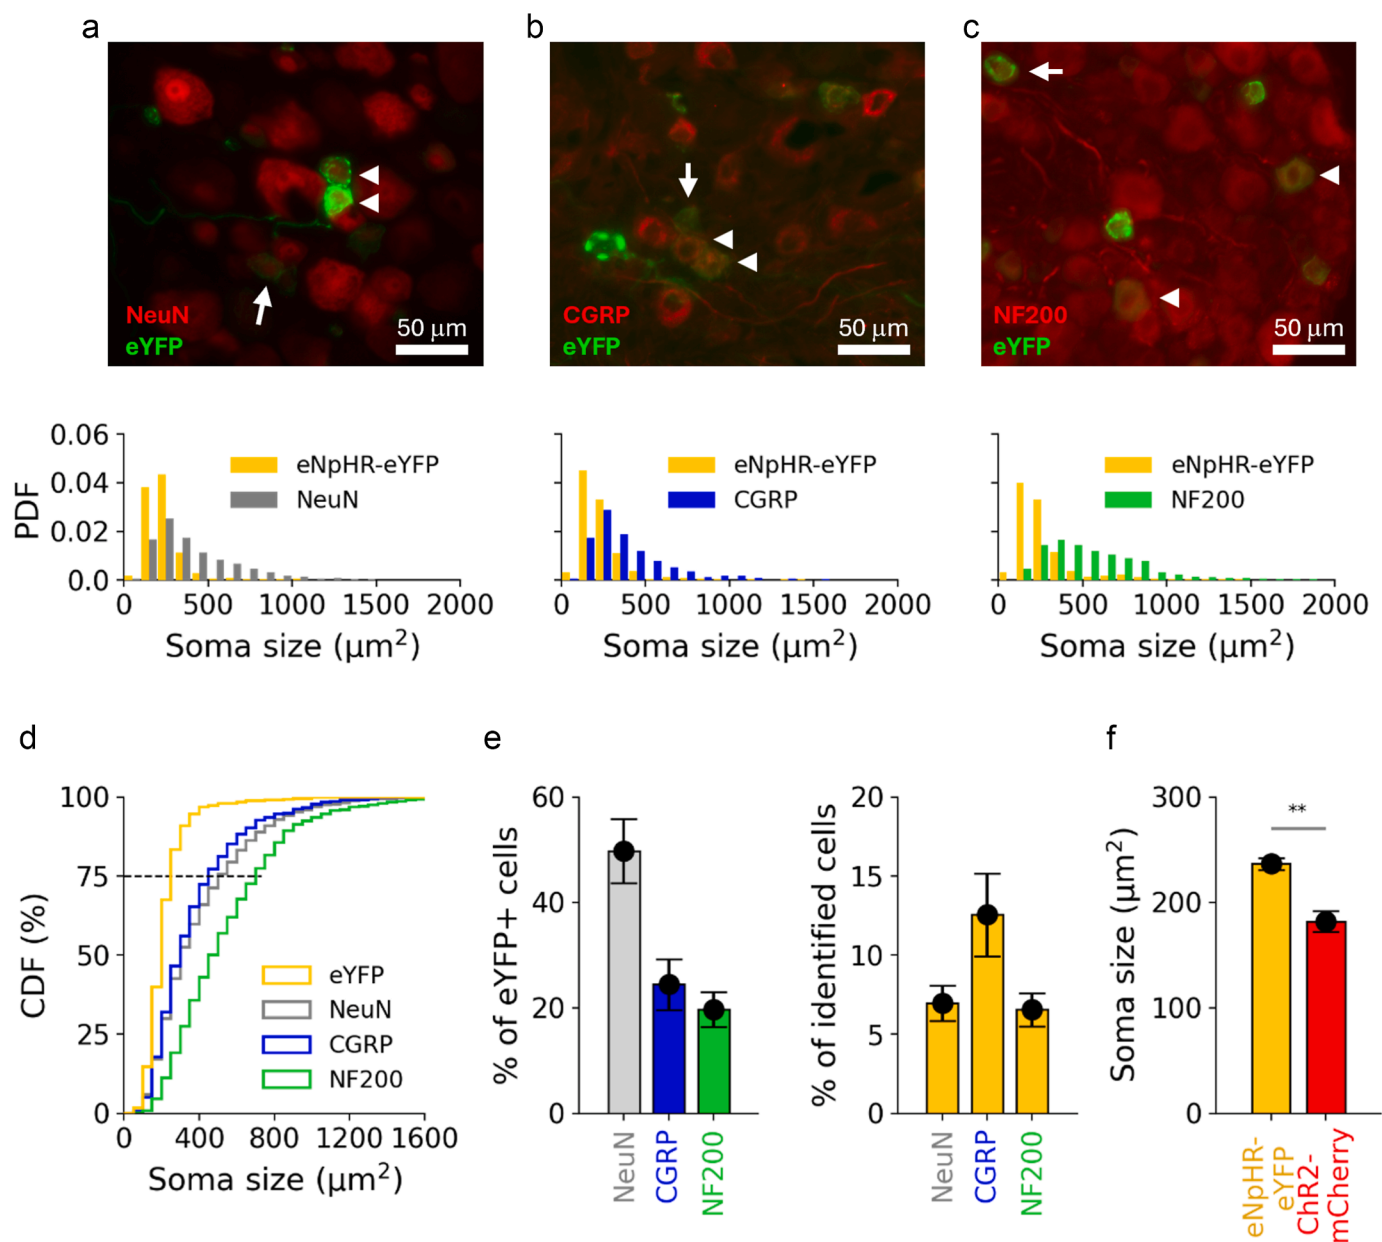 a
b
c
NeuN
eYFP
50 μm
CGRP
eYFP
50 μm
NF200
eYFP
50 μm
PDF
0.06
0.04
0.02
0.0
eNpHR-eYFP
NeuN
0
500
1000
1500
2000
Soma size (μm²)
eNpHR-eYFP
CGRP
0
500
1000
1500
2000
Soma size (μm²)
eNpHR-eYFP
NF200
0
500
1000
1500
2000
Soma size (μm²)
d
CDF (%)
100
75
50
25
0
eYFP
NeuN
CGRP
NF200
0
400
800
1200
1600
Soma size (μm²)
e
% of eYFP+ cells
60
40
20
0
NeuN
CGRP
NF200
% of identified cells
20
15
10
5
0
NeuN
CGRP
NF200
f
Soma size (μm²)
300
200
100
0
**
eNpHR-
eYFP
ChR2-
mCherry